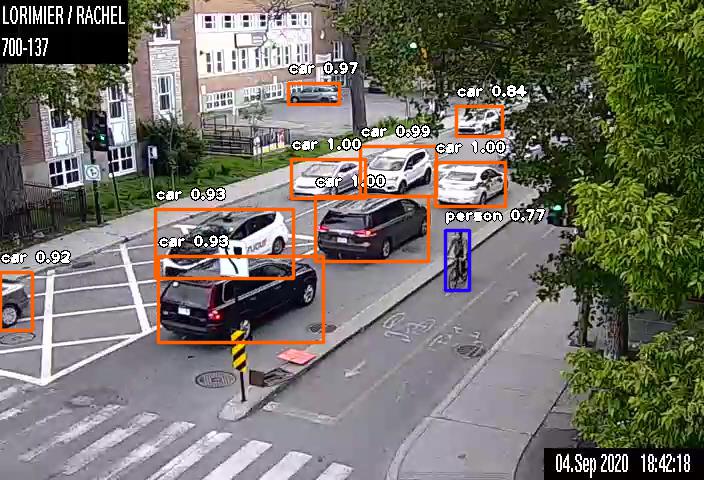 LORIMIER / RACHEL
700-137
car 0.97
car 0.84
car 0.99
car 1.00
car 1.00
car 1.00
car 0.93
person 0.77
car 0.93
car 0.92
04.Sep 2020 18:42:18